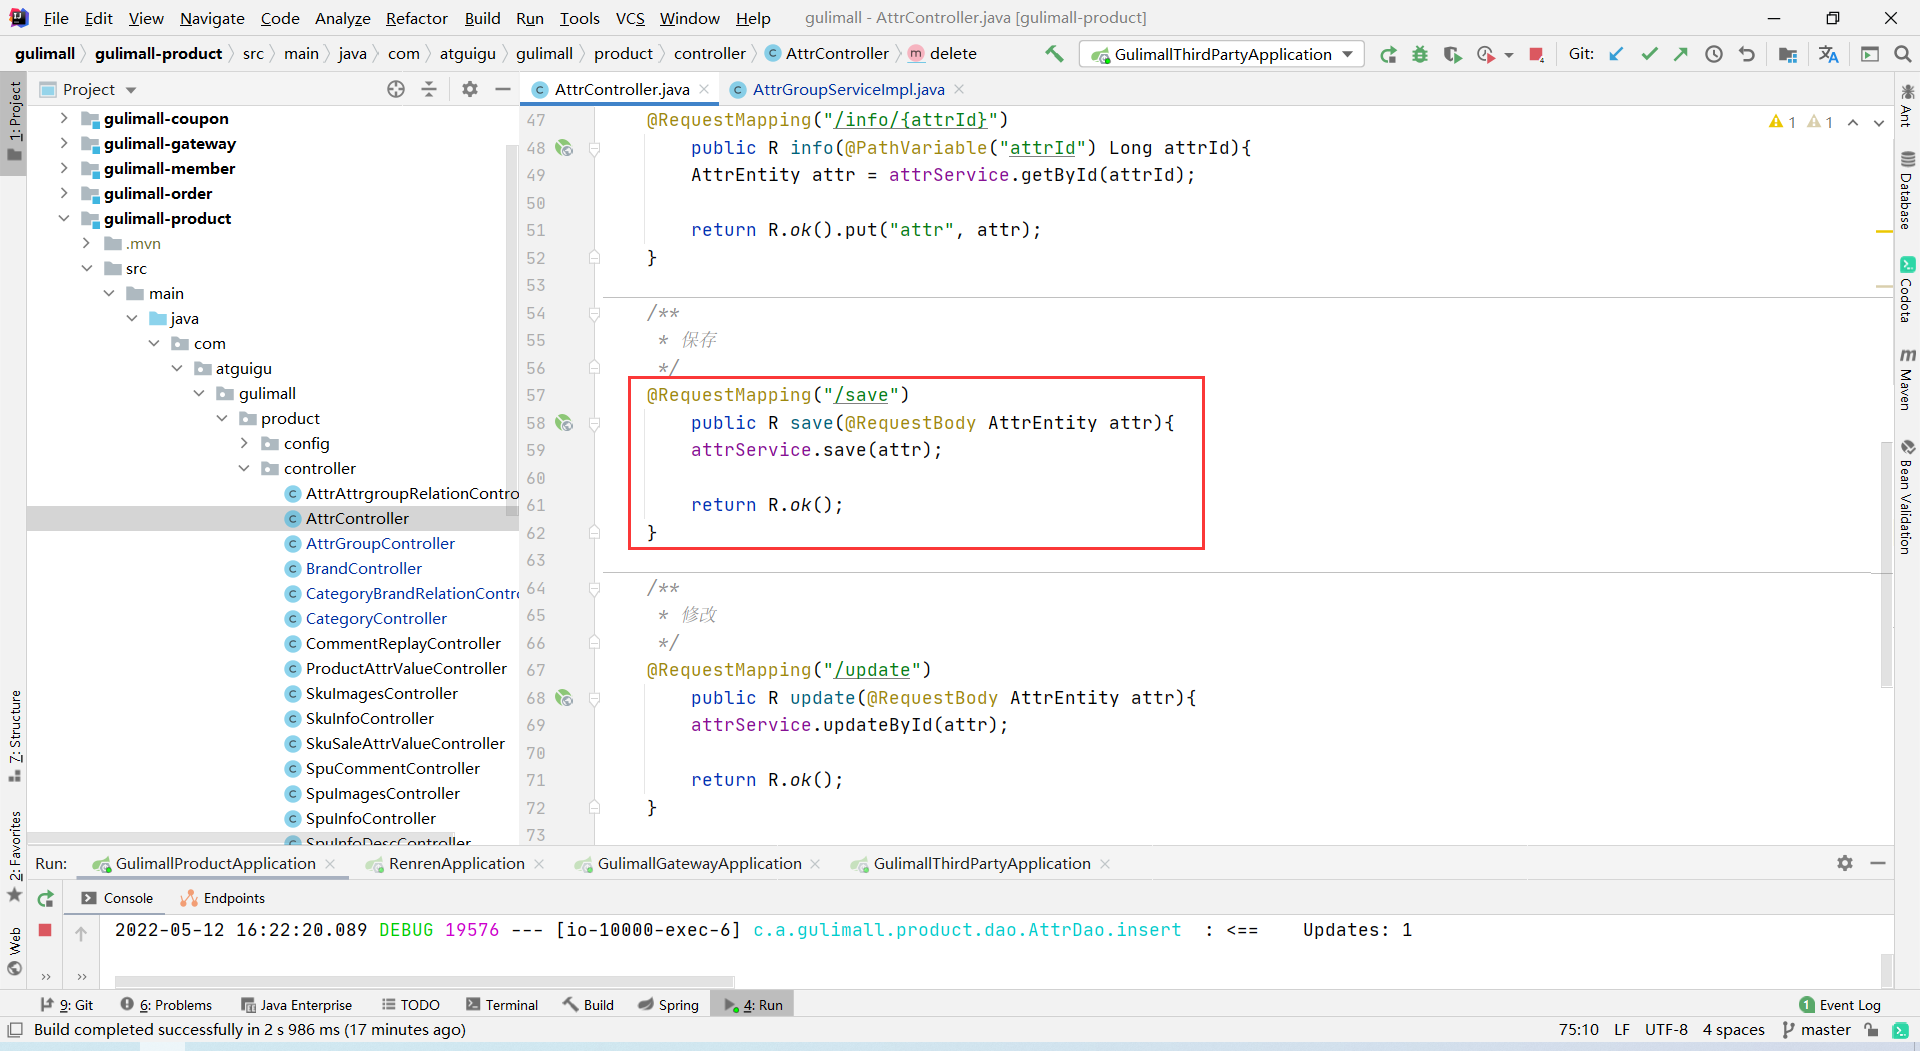 File Edit View Navigate Code Analyze Refactor Build Run Tools VCS Window Help gulimall - AttrController.java [gulimall-product]
gulimall gulimall-product src main java com atguigu gulimall product controller AttrController delete GulimallThirdPartyApplication Git:
Project
AttrController.java
AttrGroupServiceImpl.java
1: Project
7: Structure
2: Favorites
Web
gulimall-coupon
gulimall-gateway
gulimall-member
gulimall-order
gulimall-product
.mvn
src
main
java
com
atguigu
gulimall
product
config
controller
AttrAttrgroupRelationContro
AttrController
AttrGroupController
BrandController
CategoryBrandRelationContro
CategoryController
CommentReplayController
ProductAttrValueController
SkuImagesController
SkuInfoController
SkuSaleAttrValueController
SpuCommentController
SpuImagesController
SpuInfoController
SpuInfoDescController
47 @RequestMapping("/info/{attrId}")
48 public R info(@PathVariable("attrId") Long attrId){
49 AttrEntity attr = attrService.getById(attrId);
50
51 return R.ok().put("attr", attr);
52 }
53
54 /**
55 * 保存
56 */
57 @RequestMapping("/save")
58 public R save(@RequestBody AttrEntity attr){
59 attrService.save(attr);
60
61 return R.ok();
62 }
63
64 /**
65 * 修改
66 */
67 @RequestMapping("/update")
68 public R update(@RequestBody AttrEntity attr){
69 attrService.updateById(attr);
70
71 return R.ok();
72 }
73
1 1
Ant
Database
Codota
Maven
Bean Validation
Run: GulimallProductApplication RenrenApplication GulimallGatewayApplication GulimallThirdPartyApplication
Console Endpoints
2022-05-12 16:22:20.089 DEBUG 19576 --- [io-10000-exec-6] c.a.gulimall.product.dao.AttrDao.insert : <== Updates: 1
9: Git 6: Problems Java Enterprise TODO Terminal Build Spring 4: Run 1 Event Log
Build completed successfully in 2 s 986 ms (17 minutes ago) 75:10 LF UTF-8 4 spaces master